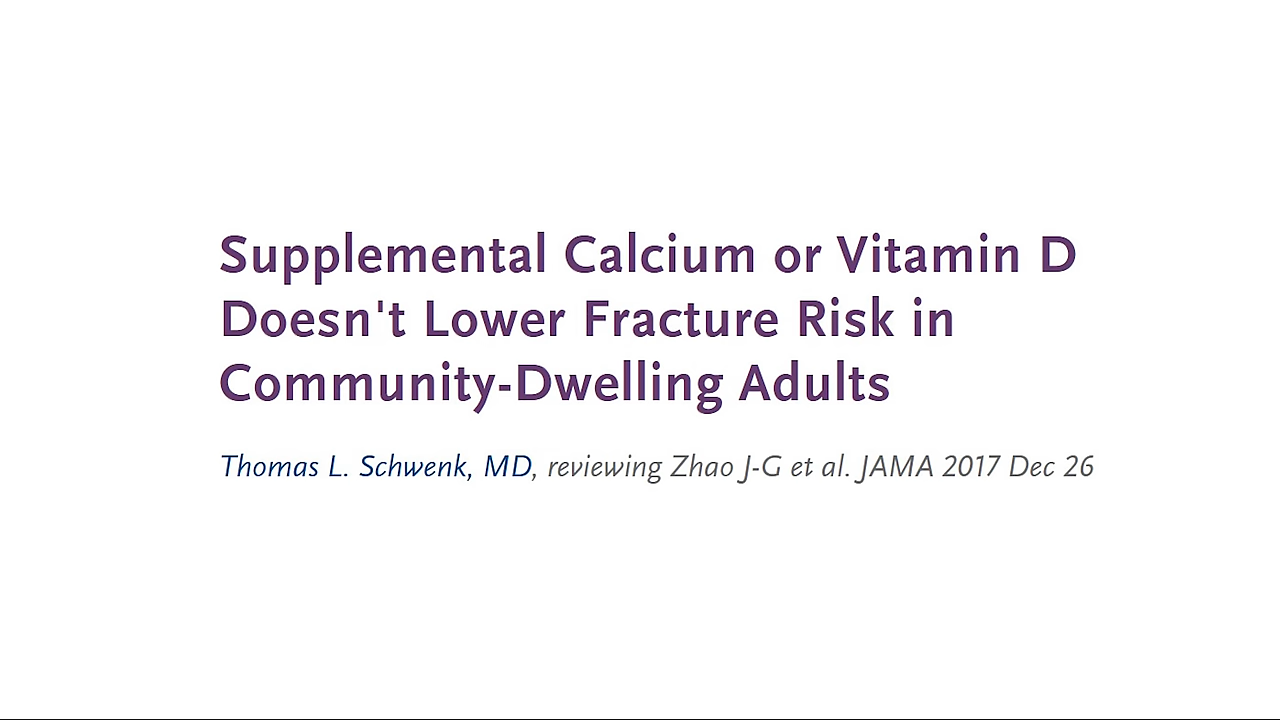 Supplemental Calcium or Vitamin D
Doesn't Lower Fracture Risk in
Community-Dwelling Adults
Thomas L. Schwenk, MD, reviewing Zhao J-G et al. JAMA 2017 Dec 26